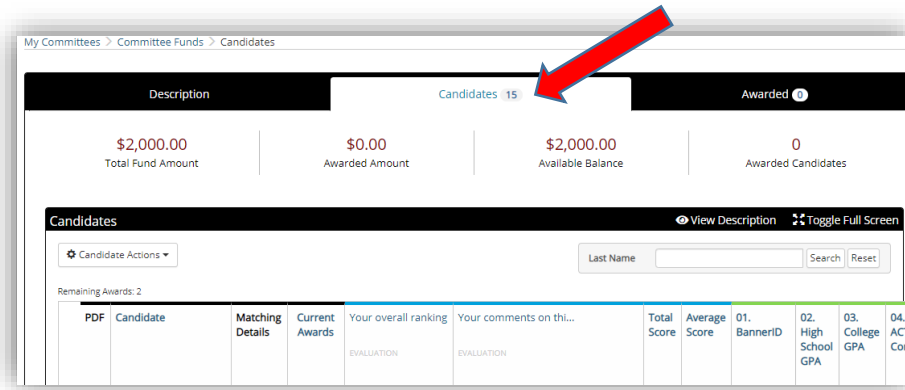 My Committees > Committee Funds > Candidates
Description
Candidates 15
Awarded 0
$2,000.00
Total Fund Amount
$0.00
Awarded Amount
$2,000.00
Available Balance
0
Awarded Candidates
Candidates
View Description
Toggle Full Screen
Candidate Actions
Last Name
Search
Reset
Remaining Awards: 2
PDF
Candidate
Matching
Details
Current
Awards
Your overall ranking
EVALUATION
Your comments on thi...
EVALUATION
Total
Score
Average
Score
01.
BannerID
02.
High
School
GPA
03.
College
GPA
04.